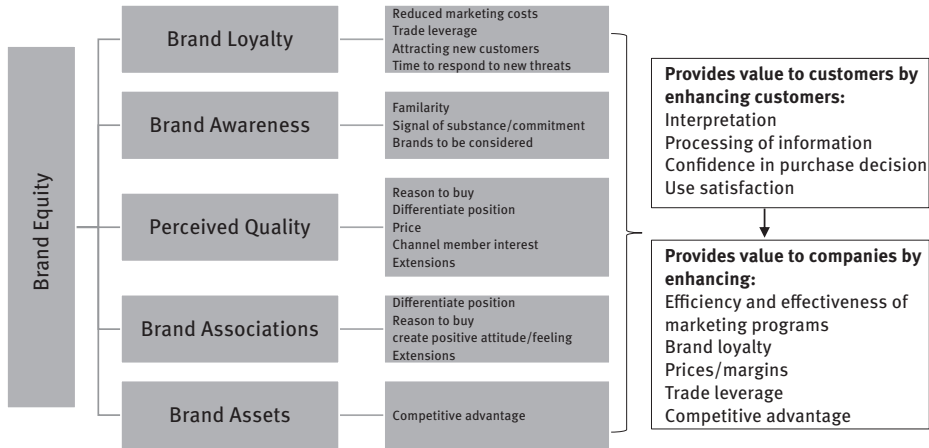 Brand Equity
Brand Loyalty
Reduced marketing costs
Trade leverage
Attracting new customers
Time to respond to new threats
Brand Awareness
Familarity
Signal of substance/commitment
Brands to be considered
Perceived Quality
Reason to buy
Differentiate position
Price
Channel member interest
Extensions
Brand Associations
Differentiate position
Reason to buy
create positive attitude/feeling
Extensions
Brand Assets
Competitive advantage
Provides value to customers by
enhancing customers:
Interpretation
Processing of information
Confidence in purchase decision
Use satisfaction
Provides value to companies by
enhancing:
Efficiency and effectiveness of
marketing programs
Brand loyalty
Prices/margins
Trade leverage
Competitive advantage